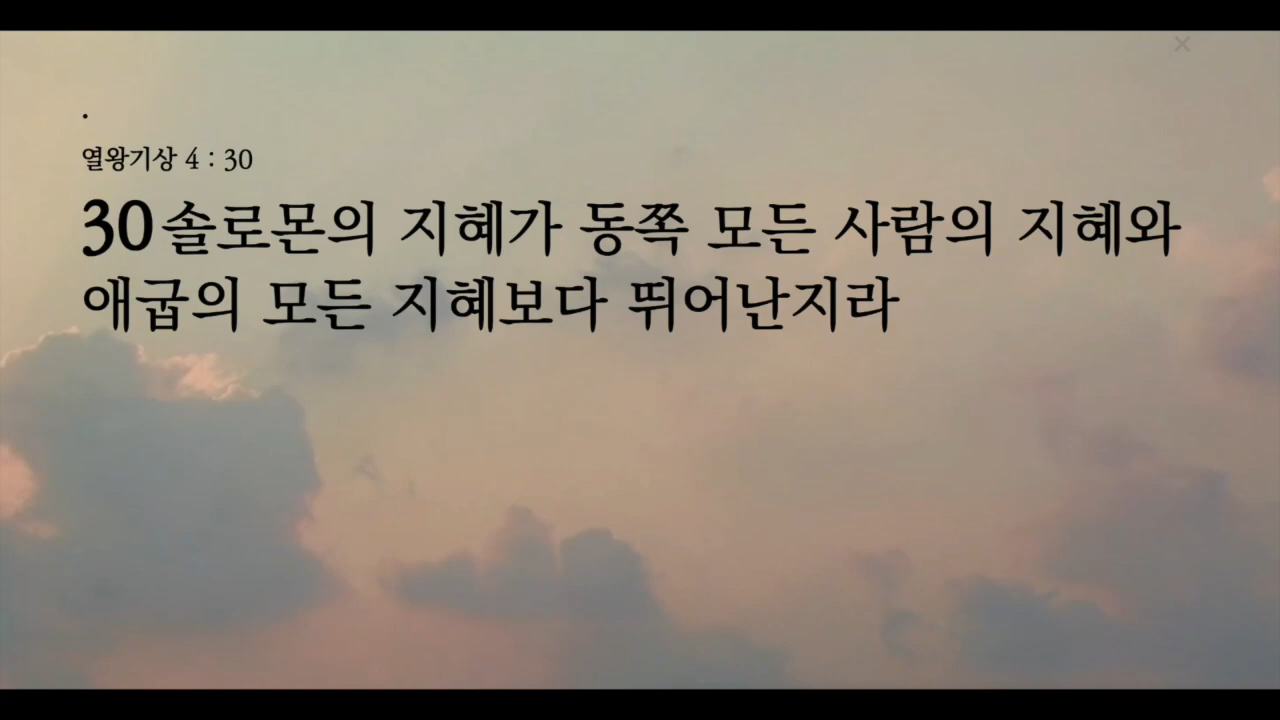 .
열왕기상 4 : 30
30 솔로몬의 지혜가 동쪽 모든 사람의 지혜와
애굽의 모든 지혜보다 뛰어난지라